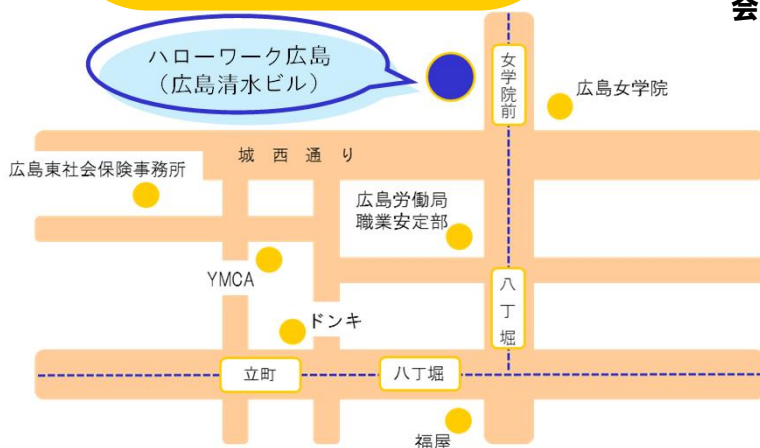 会
ハローワーク広島
（広島清水ビル）
女学院前
広島女学院
城西通り
広島東社会保険事務所
広島労働局
職業安定部
YMCA
八丁堀
ドンキ
立町
八丁堀
福屋